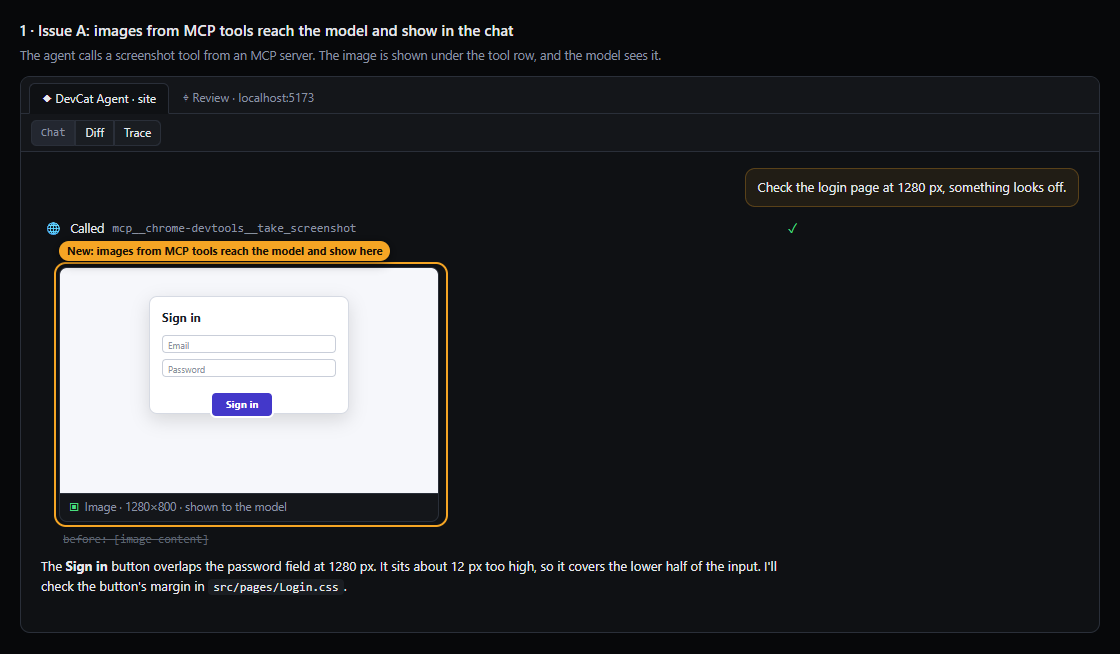 1 · Issue A: images from MCP tools reach the model and show in the chat
The agent calls a screenshot tool from an MCP server. The image is shown under the tool row, and the model sees it.
DevCat Agent · site
Review · localhost:5173
Chat
Diff
Trace
Check the login page at 1280 px, something looks off.
Called mcp__chrome-devtools__take_screenshot
New: images from MCP tools reach the model and show here
Sign in
Email
Password
Sign in
Image · 1280×800 · shown to the model
before: [image content]
The Sign in button overlaps the password field at 1280 px. It sits about 12 px too high, so it covers the lower half of the input. I'll
check the button's margin in src/pages/Login.css.